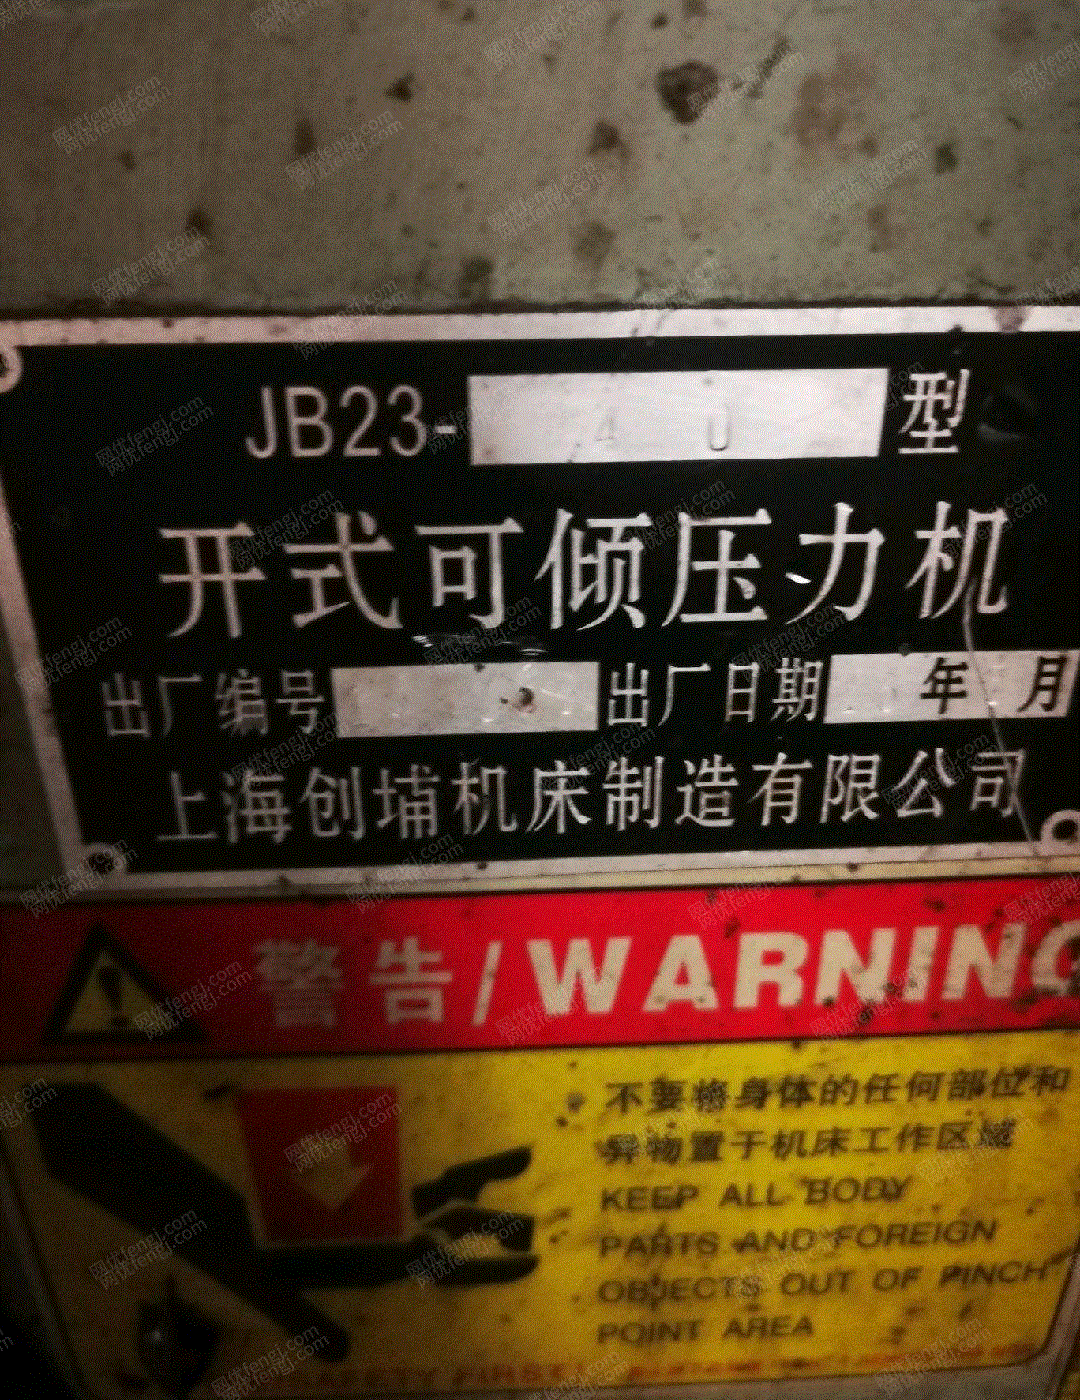 JB23- 40 型
开式可倾压力机
出厂编号 出厂日期 年 月
上海创埔机床制造有限公司
警告/WARNING
不要将身体的任何部位和
异物置于机床工作区域
KEEP ALL BODY
PARTS AND FOREIGN
OBJECTS OUT OF PINCH
POINT AREA